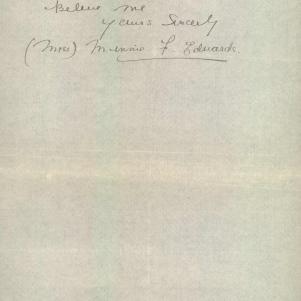 Believe me
Yours Sincerely
(Mrs) Minnie F. Edwards.